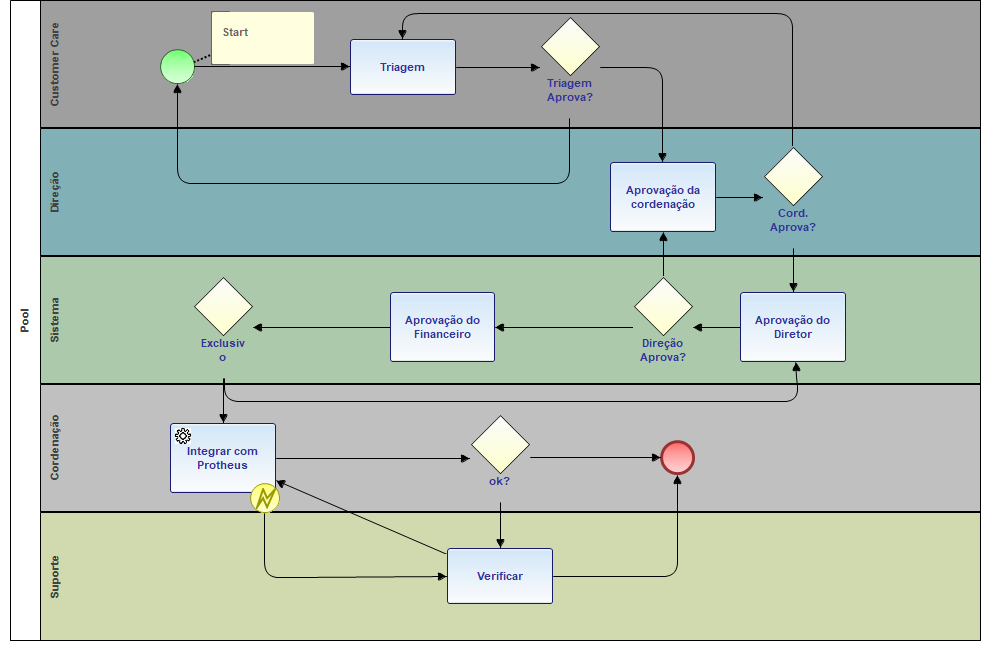 Pool
Customer Care
Start
Triagem
Triagem
Aprova?
Direção
Aprovação da
cordenação
Cord.
Aprova?
Sistema
Exclusiv
o
Aprovação do
Financeiro
Direção
Aprova?
Aprovação do
Diretor
Cordenação
Integrar com
Protheus
ok?
Suporte
Verificar